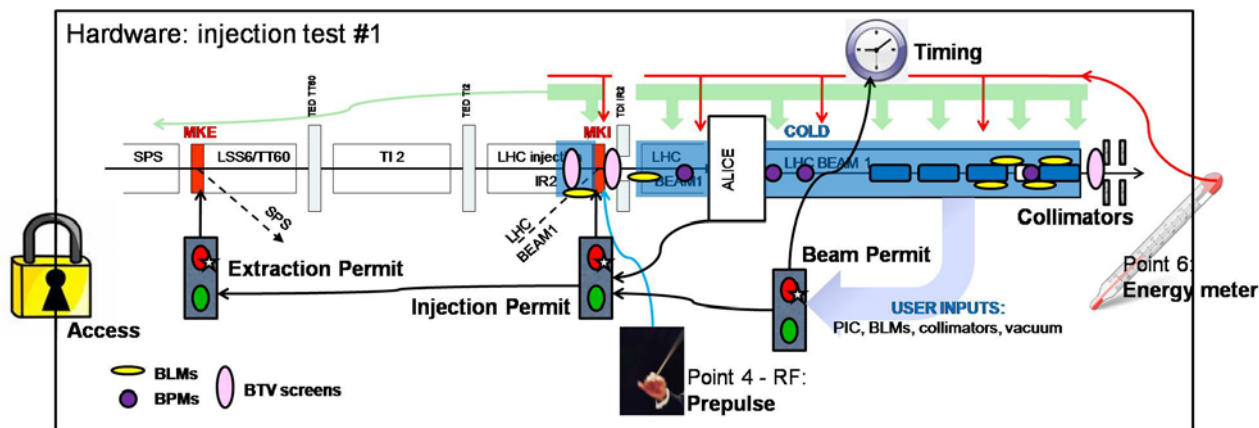 Hardware: injection test #1
Timing
TED TT60
TED TI2
TDI IR2
MKE
MKI
COLD
SPS
LSS6/TT60
TI 2
LHC injection
IR2
LHC
BEAM1
ALICE
LHC BEAM 1
SPS
LHC
BEAM1
Collimators
Extraction Permit
Beam Permit
Point 6:
Energy meter
Injection Permit
USER INPUTS:
PIC, BLMs, collimators, vacuum
Access
BLMs
BPMs
BTV screens
Point 4 - RF:
Prepulse